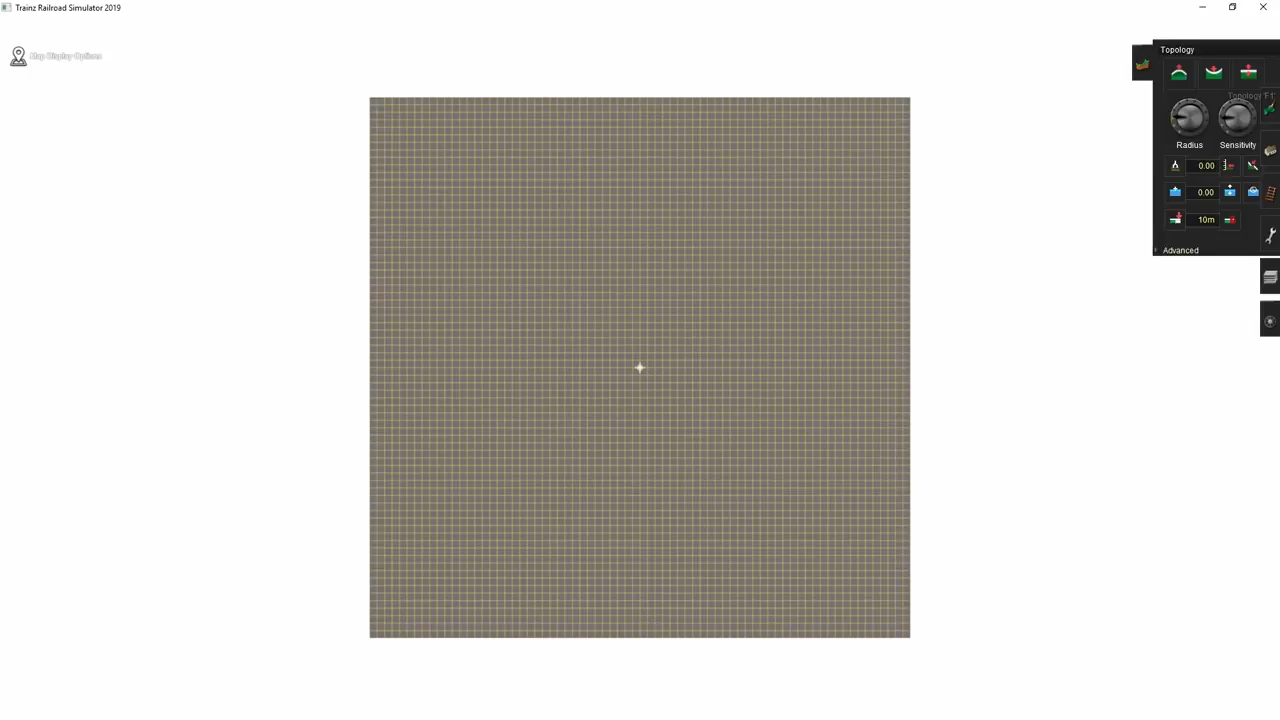 Trainz Railroad Simulator 2019
Map Display Options
Topology
Topology 'F1'
Radius
Sensitivity
0.00
0.00
10m
Advanced